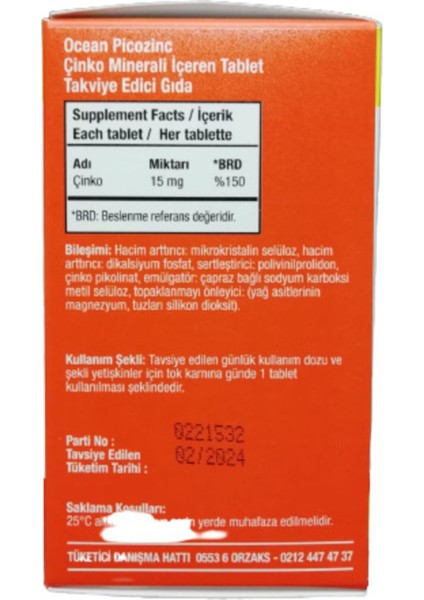 Ocean Picozinc
Çinko Minerali İçeren Tablet
Takviye Edici Gıda
Supplement Facts / İçerik
Each tablet / Her tablette
Adı Miktarı *BRD
Çinko 15 mg %150
*BRD: Beslenme referans değeridir.
Bileşimi: Hacim arttırıcı: mikrokristalin selüloz, hacim
arttırıcı: dikalsiyum fosfat, sertleştirici: polivinilprolidon,
çinko pikolinat, emülgatör: çapraz bağlı sodyum karboksi
metil selüloz, topaklanmayı önleyici: (yağ asitlerinin
magnezyum, tuzları silikon dioksit).
Kullanım Şekli: Tavsiye edilen günlük kullanım dozu ve
şekli yetişkinler için tok karnına günde 1 tablet
kullanılması şeklindedir.
Parti No : 0221532
Tavsiye Edilen 02/2024
Tüketim Tarihi :
Saklama Koşulları:
25°C yerde muhafaza edilmelidir.
TÜKETİCİ DANIŞMA HATTI 0553 6 ORZAKS - 0212 447 47 37